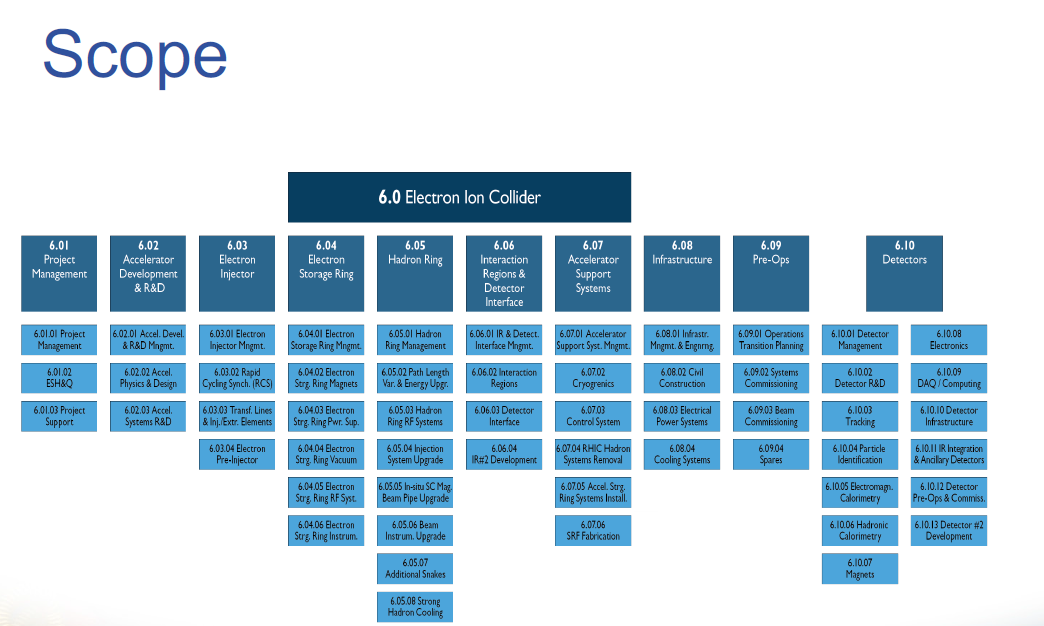 Scope
6.0 Electron Ion Collider
6.01
Project
Management
6.02
Accelerator
Development
& R&D
6.03
Electron
Injector
6.04
Electron
Storage Ring
6.05
Hadron Ring
6.06
Interaction
Regions &
Detector
Interface
6.07
Accelerator
Support
Systems
6.08
Infrastructure
6.09
Pre-Ops
6.10
Detectors
6.01.01 Project
Management
6.01.02
ESH&Q
6.01.03 Project
Support
6.02.01 Accel. Devel.
& R&D Mngmt.
6.02.02 Accel.
Physics & Design
6.02.03 Accel.
Systems R&D
6.03.01 Electron
Injector Mngmt.
6.03.02 Rapid
Cycling Synch. (RCS)
6.03.03 Transf. Lines
& Inj./Extr. Elements
6.03.04 Electron
Pre-Injector
6.04.01 Electron
Storage Ring Mngmt.
6.04.02 Electron
Strg. Ring Magnets
6.04.03 Electron
Strg. Ring Pwr. Sup.
6.04.04 Electron
Strg. Ring Vacuum
6.04.05 Electron
Strg. Ring RF Syst.
6.04.06 Electron
Strg. Ring Instrum.
6.05.01 Hadron
Ring Management
6.05.02 Path Length
Var. & Energy Upgr.
6.05.03 Hadron
Ring RF Systems
6.05.04 Injection
System Upgrade
6.05.05 In-situ SC Mag.
Beam Pipe Upgrade
6.05.06 Beam
Instrum. Upgrade
6.05.07
Additional Snakes
6.05.08 Strong
Hadron Cooling
6.06.01 IR & Detect.
Interface Mngmt.
6.06.02 Interaction
Regions
6.06.03 Detector
Interface
6.06.04
IR#2 Development
6.07.01 Accelerator
Support Syst. Mngmt.
6.07.02
Cryogenics
6.07.03
Control System
6.07.04 RHIC Hadron
Systems Removal
6.07.05 Accel. Strg.
Ring Systems Install.
6.07.06
SRF Fabrication
6.08.01 Infrastr.
Mngmt. & Engnrng.
6.08.02 Civil
Construction
6.08.03 Electrical
Power Systems
6.08.04
Cooling Systems
6.09.01 Operations
Transition Planning
6.09.02 Systems
Commissioning
6.09.03 Beam
Commissioning
6.09.04
Spares
6.10.01 Detector
Management
6.10.02
Detector R&D
6.10.03
Tracking
6.10.04 Particle
Identification
6.10.05 Electromagn.
Calorimetry
6.10.06 Hadronic
Calorimetry
6.10.07
Magnets
6.10.08
Electronics
6.10.09
DAQ / Computing
6.10.10 Detector
Infrastructure
6.10.11 IR Integration
& Ancillary Detectors
6.10.12 Detector
Pre-Ops & Commiss.
6.10.13 Detector #2
Development